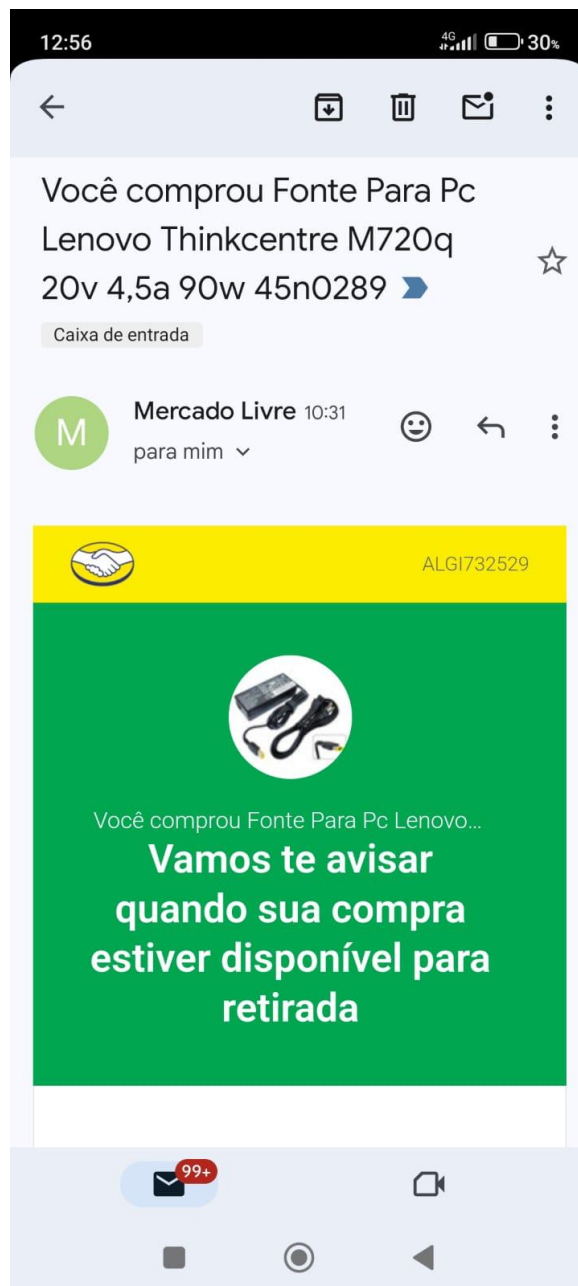 12:56
4G
30%
Você comprou Fonte Para Pc
Lenovo Thinkcentre M720q
20v 4,5a 90w 45n0289
Caixa de entrada
M
Mercado Livre 10:31
para mim
ALGI732529
Você comprou Fonte Para Pc Lenovo...
Vamos te avisar
quando sua compra
estiver disponível para
retirada
99+